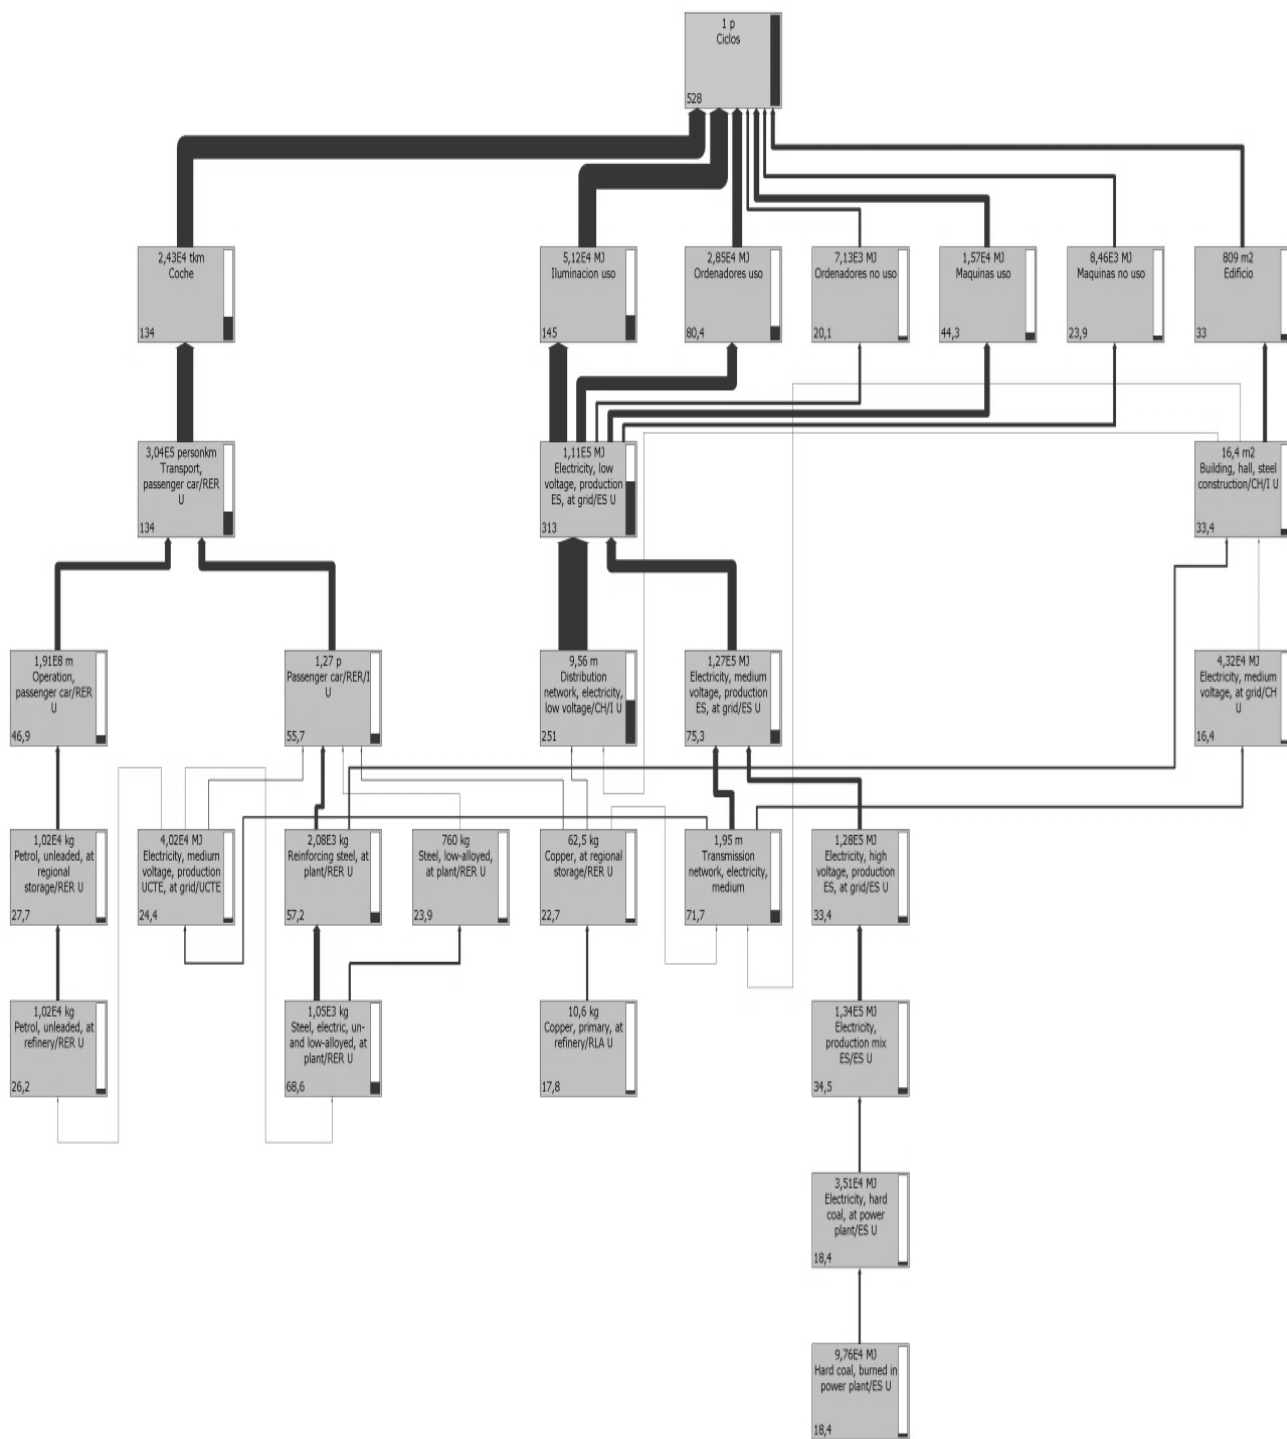 1 p
Ciclos
528
2,43E4 tkm
Coche
134
5,12E4 MJ
Iluminacion uso
145
2,85E4 MJ
Ordenadores uso
80,4
7,13E3 MJ
Ordenadores no uso
20,1
1,57E4 MJ
Maquinas uso
44,3
8,46E3 MJ
Maquinas no uso
23,9
809 m2
Edificio
33
3,04E5 personkm
Transport,
passenger car/RER
U
134
1,11E5 MJ
Electricity, low
voltage, production
ES, at grid/ES U
313
16,4 m2
Building, hall, steel
construction/CH/I U
33,4
1,91E8 m
Operation,
passenger car/RER
U
46,9
1,27 p
Passenger car/RER/I
U
55,7
9,56 m
Distribution
network, electricity,
low voltage/CH/I U
251
1,27E5 MJ
Electricity, medium
voltage, production
ES, at grid/ES U
75,3
4,32E4 MJ
Electricity, medium
voltage, at grid/CH
U
16,4
1,02E4 kg
Petrol, unleaded, at
regional
storage/RER U
27,7
4,02E4 MJ
Electricity, medium
voltage, production
UCTE, at grid/UCTE
24,4
2,08E3 kg
Reinforcing steel, at
plant/RER U
57,2
760 kg
Steel, low-alloyed,
at plant/RER U
23,9
62,5 kg
Copper, at regional
storage/RER U
22,7
1,95 m
Transmission
network, electricity,
medium
71,7
1,28E5 MJ
Electricity, high
voltage, production
ES, at grid/ES U
33,4
1,02E4 kg
Petrol, unleaded, at
refinery/RER U
26,2
1,05E3 kg
Steel, electric, un-
and low-alloyed, at
plant/RER U
68,6
10,6 kg
Copper, primary, at
refinery/RLA U
17,8
1,34E5 MJ
Electricity,
production mix
ES/ES U
34,5
3,51E4 MJ
Electricity, hard
coal, at power
plant/ES U
18,4
9,76E4 MJ
Hard coal, burned in
power plant/ES U
18,4